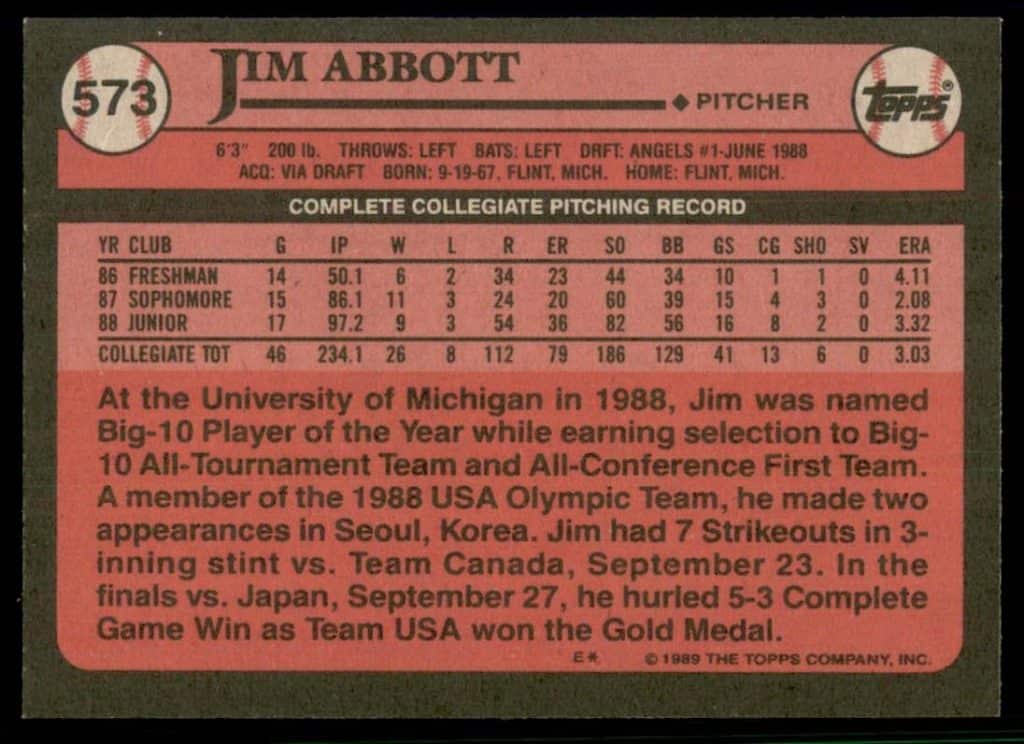 573 JIM ABBOTT ◆ PITCHER Topps®
6'3" 200 lb. THROWS: LEFT BATS: LEFT DRFT: ANGELS #1-JUNE 1988
ACQ: VIA DRAFT BORN: 9-19-67, FLINT, MICH. HOME: FLINT, MICH.
COMPLETE COLLEGIATE PITCHING RECORD
YR CLUB G IP W L R ER SO BB GS CG SHO SV ERA
86 FRESHMAN 14 50.1 6 2 34 23 44 34 10 1 1 0 4.11
87 SOPHOMORE 15 86.1 11 3 24 20 60 39 15 4 3 0 2.08
88 JUNIOR 17 97.2 9 3 54 36 82 56 16 8 2 0 3.32
COLLEGIATE TOT 46 234.1 26 8 112 79 186 129 41 13 6 0 3.03
At the University of Michigan in 1988, Jim was named
Big-10 Player of the Year while earning selection to Big-
10 All-Tournament Team and All-Conference First Team.
A member of the 1988 USA Olympic Team, he made two
appearances in Seoul, Korea. Jim had 7 Strikeouts in 3-
inning stint vs. Team Canada, September 23. In the
finals vs. Japan, September 27, he hurled 5-3 Complete
Game Win as Team USA won the Gold Medal.
E* © 1989 THE TOPPS COMPANY, INC.